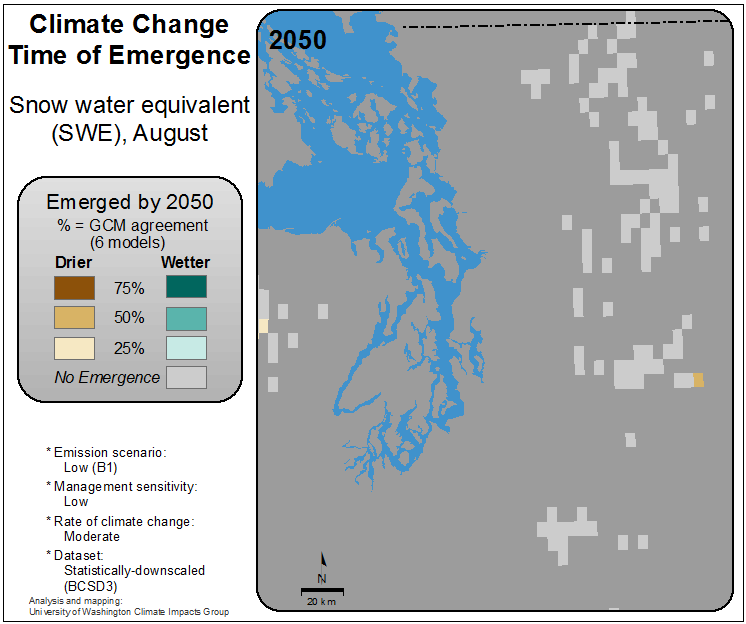 Climate Change
Time of Emergence
Snow water equivalent
(SWE), August
Emerged by 2050
% = GCM agreement
(6 models)
Drier Wetter
75%
50%
25%
No Emergence
* Emission scenario:
Low (B1)
* Management sensitivity:
Low
* Rate of climate change:
Moderate
* Dataset:
Statistically-downscaled
(BCSD3)
Analysis and mapping:
University of Washington Climate Impacts Group
2050
N
20 km